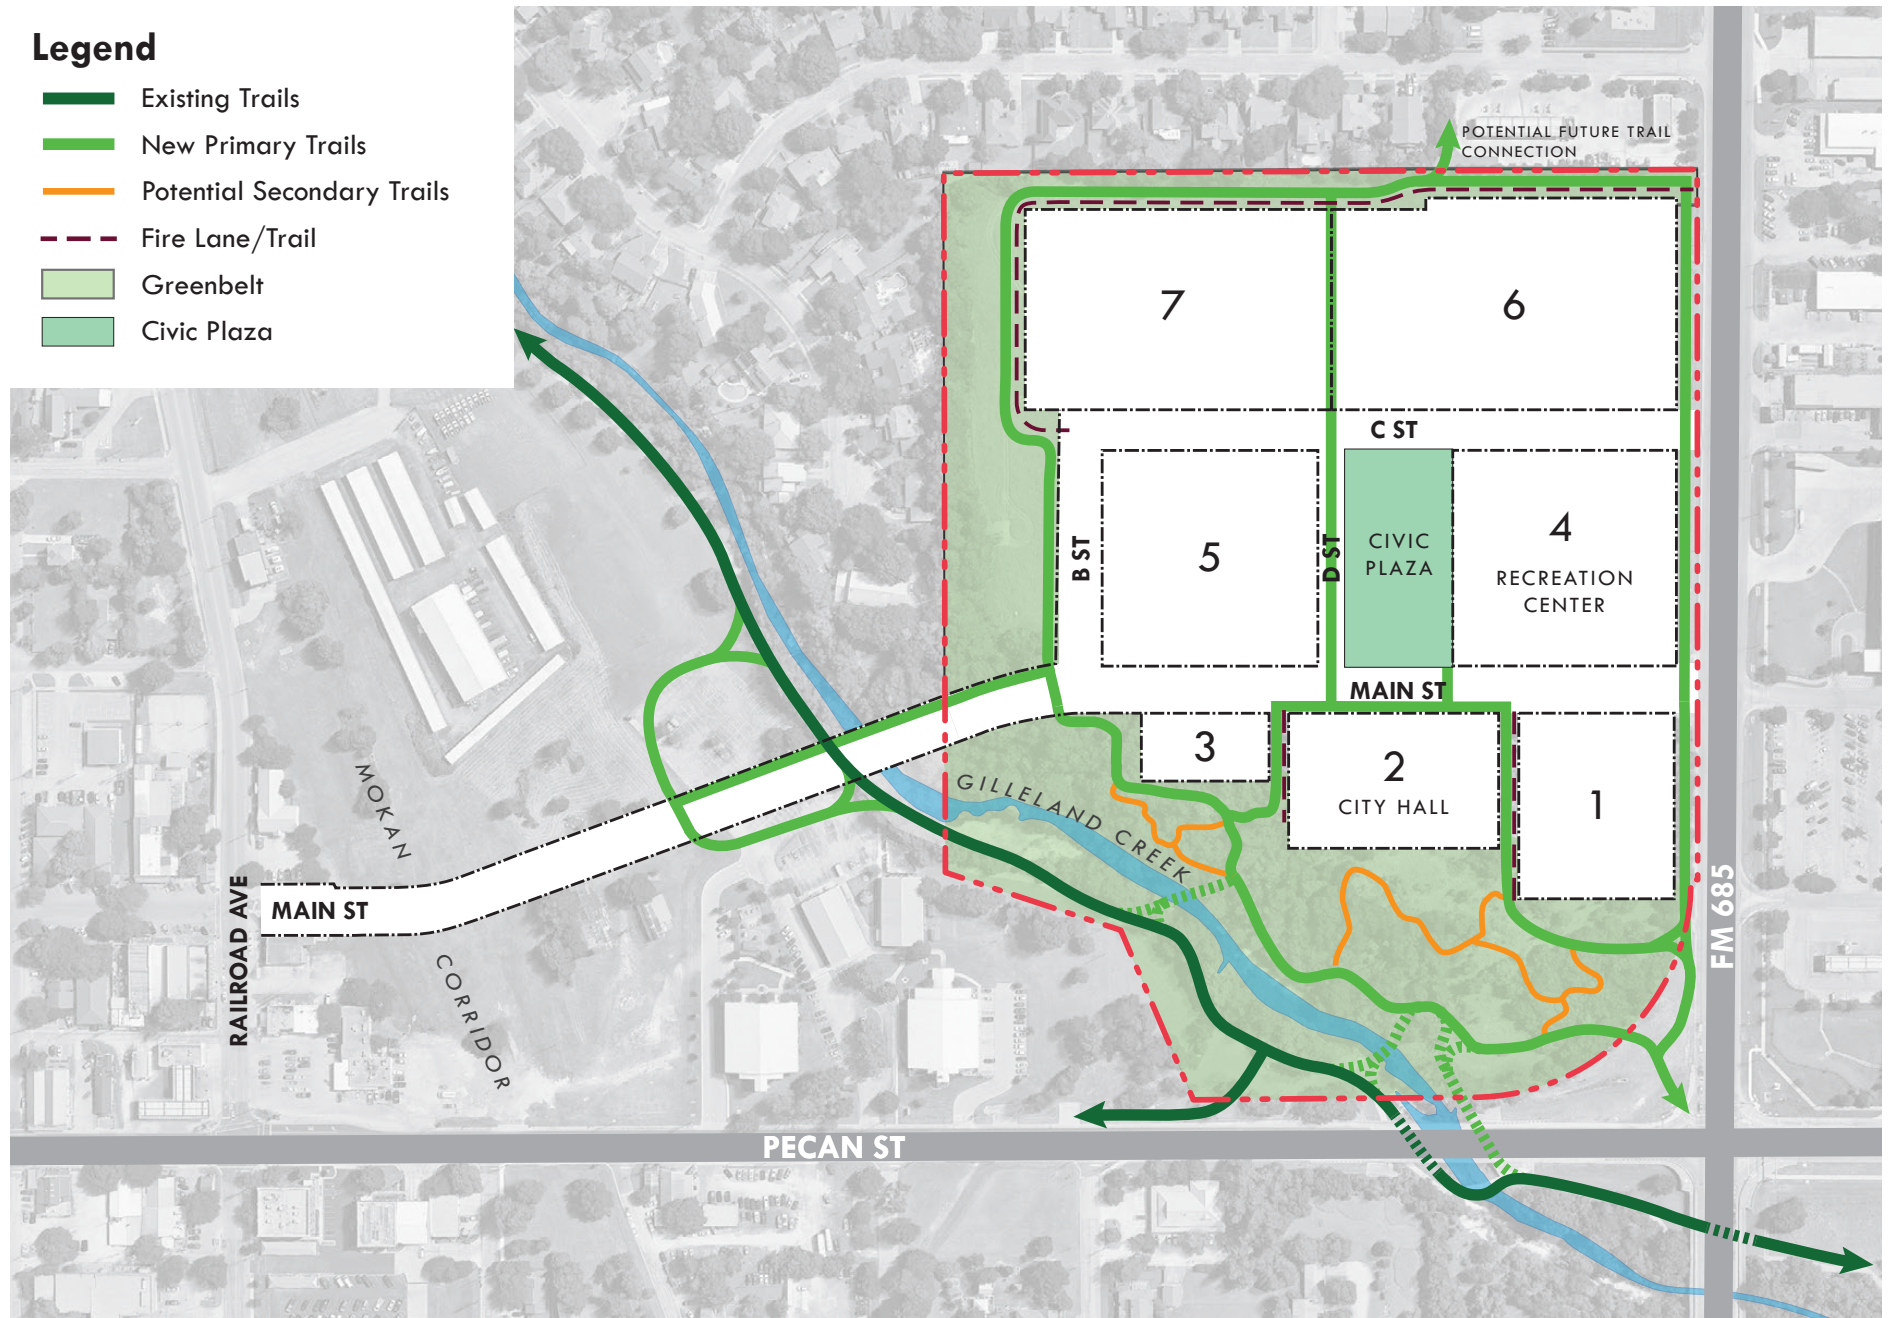 Legend
Existing Trails
New Primary Trails
Potential Secondary Trails
Fire Lane/Trail
Greenbelt
Civic Plaza
POTENTIAL FUTURE TRAIL
CONNECTION
7
6
C ST
5
B ST
D ST
CIVIC
PLAZA
4
RECREATION
CENTER
MAIN ST
3
2
CITY HALL
1
GILLELAND CREEK
MOKAN
CORRIDOR
MAIN ST
RAILROAD AVE
FM 685
PECAN ST